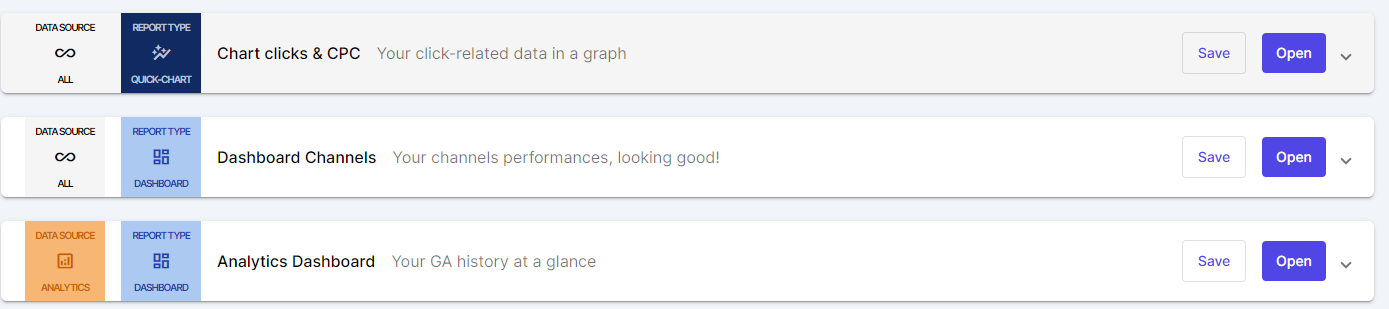 DATA SOURCE
ALL
REPORT TYPE
QUICK-CHART
Chart clicks & CPC Your click-related data in a graph
Save
Open
DATA SOURCE
ALL
REPORT TYPE
DASHBOARD
Dashboard Channels Your channels performances, looking good!
Save
Open
DATA SOURCE
ANALYTICS
REPORT TYPE
DASHBOARD
Analytics Dashboard Your GA history at a glance
Save
Open